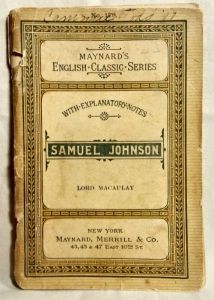 MAYNARD'S
ENGLISH-CLASSIC-SERIES
WITH-EXPLANATORY-NOTES
SAMUEL JOHNSON
LORD MACAULAY
NEW YORK
MAYNARD, MERRILL & CO.
43, 45 & 47 EAST 10TH ST.